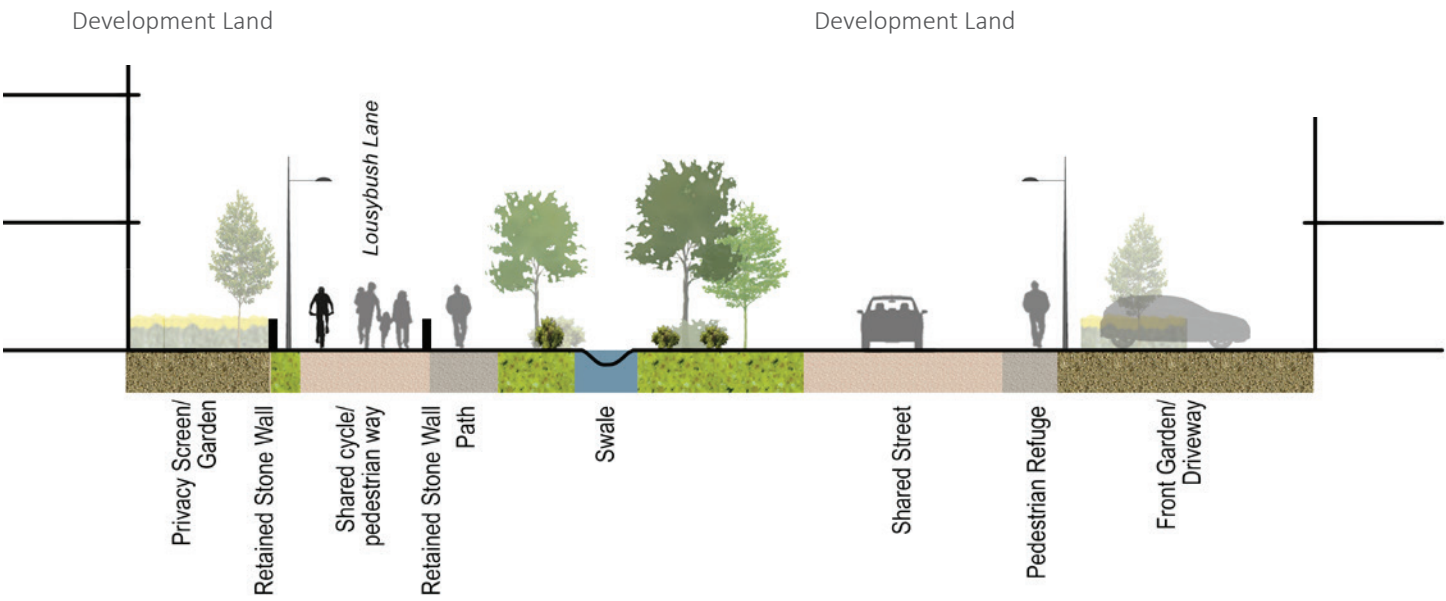 Development Land
Development Land
Lousybush Lane
Privacy Screen/
Garden
Retained Stone Wall
Shared cycle/
pedestrian way
Retained Stone Wall
Path
Swale
Shared Street
Pedestrian Refuge
Front Garden/
Driveway